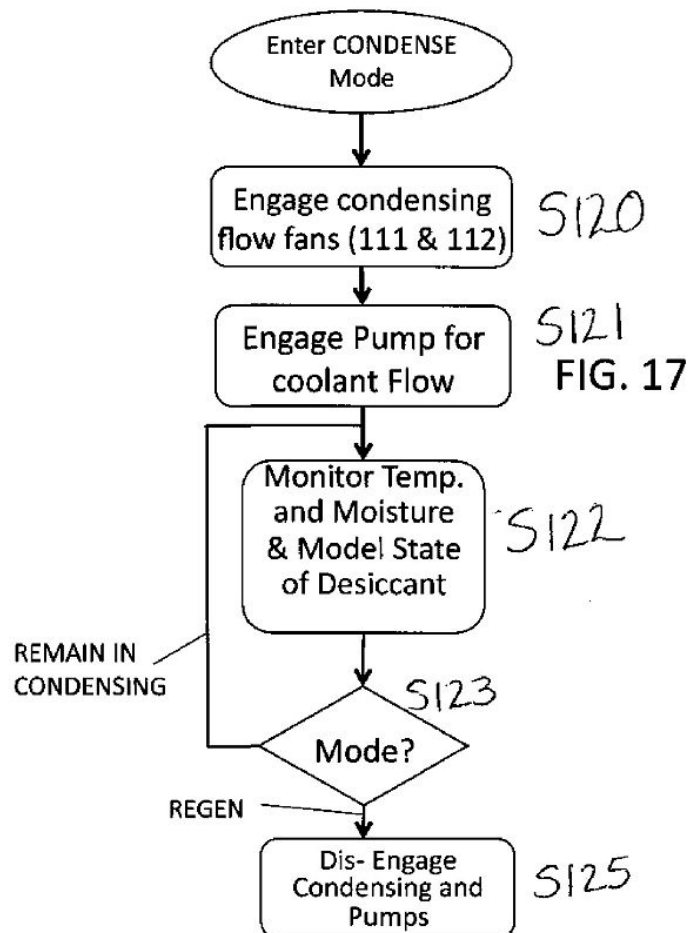 Enter CONDENSE
Mode
Engage condensing
flow fans (111 & 112)
S120
Engage Pump for
coolant Flow
S121
FIG. 17
Monitor Temp.
and Moisture
& Model State
of Desiccant
S122
REMAIN IN
CONDENSING
S123
Mode?
REGEN
Dis- Engage
Condensing and
Pumps
S125